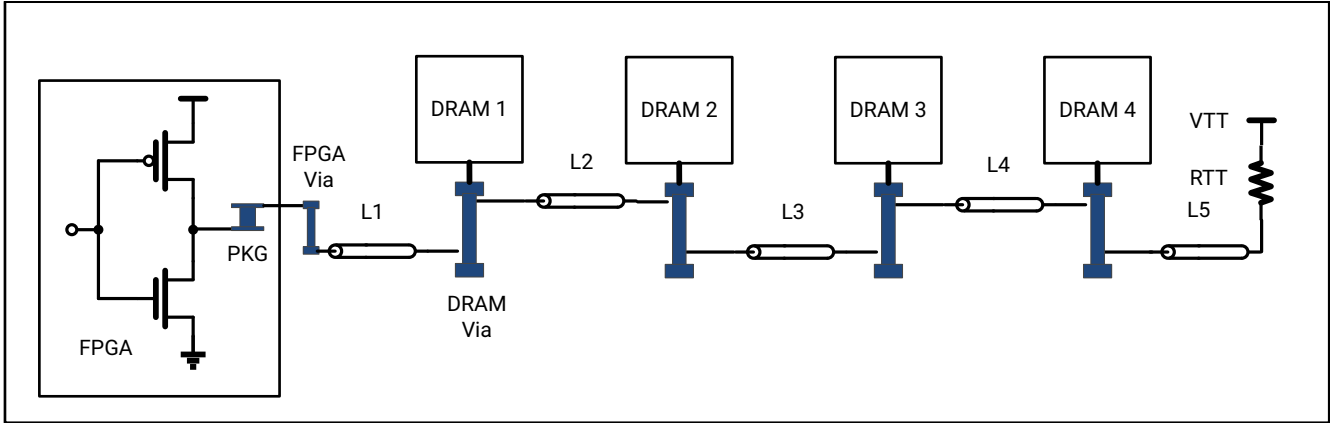 FPGA
PKG
FPGA
Via
L1
DRAM 1
DRAM
Via
L2
DRAM 2
L3
DRAM 3
L4
DRAM 4
VTT
RTT
L5